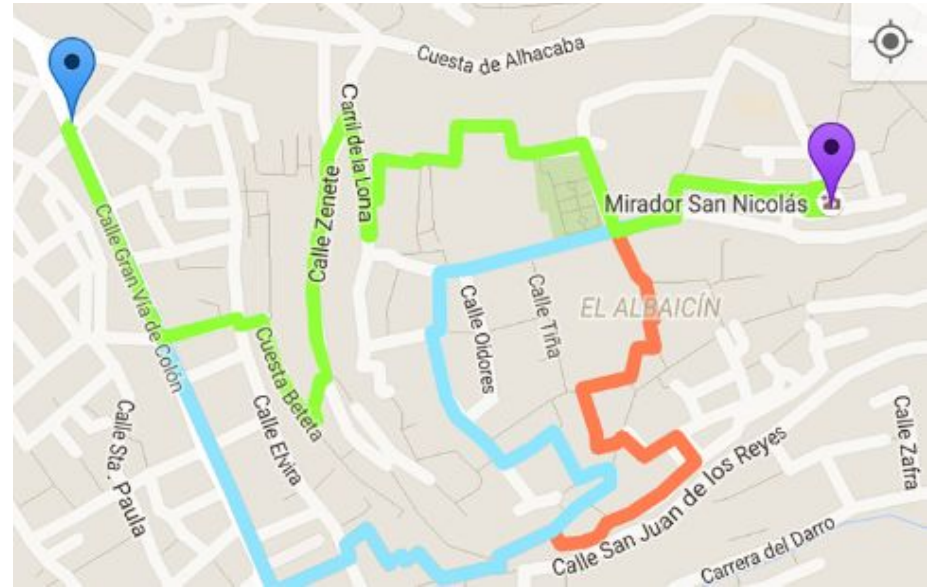 Cuesta de Alhacaba
Carril de la Lona
Calle Zenete
Mirador San Nicolás
Calle Gran Vía de Colón
EL ALBAICÍN
Calle Tiña
Calle Oidores
Cuesta Beteta
Calle Elvira
Calle Sta. Paula
Calle Zafra
Calle San Juan de los Reyes
Carrera del Darro